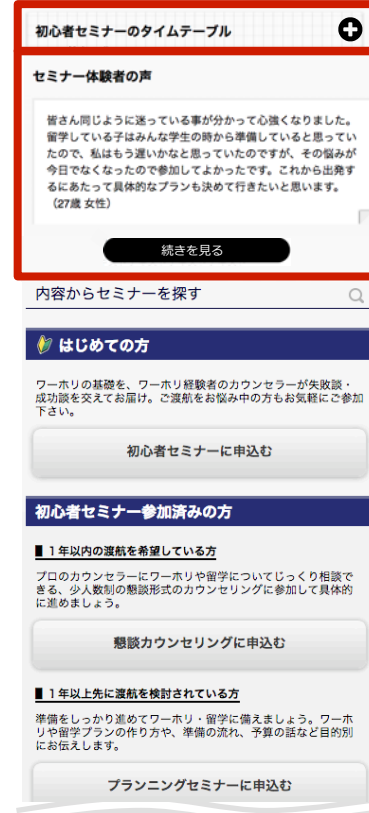 初心者セミナーのタイムテーブル
セミナー体験者の声
皆さん同じように迷っている事が分かって心強くなりました。
留学している子はみんな学生の時から準備していると思ってい
たので、私はもう遅いかなと思っていたのですが、その悩みが
今日でなくなったので参加してよかったです。これから出発す
るにあたって具体的なプランも決めて行きたいと思います。
（27歳 女性）
続きを見る
内容からセミナーを探す
はじめての方
ワーホリの基礎を、ワーホリ経験者のカウンセラーが失敗談・
成功談を交えてお届け。ご渡航をお悩み中の方もお気軽にご参加
下さい。
初心者セミナーに申込む
初心者セミナー参加済みの方
■ 1年以内の渡航を希望している方
プロのカウンセラーにワーホリや留学についてじっくり相談で
きる、少人数制の懇談形式のカウンセリングに参加して具体的
に進めましょう。
懇談カウンセリングに申込む
■ 1年以上先に渡航を検討されている方
準備をしっかり進めてワーホリ・留学に備えましょう。ワーホ
リや留学プランの作り方や、準備の流れ、予算の話など目的別
にお伝えします。
プランニングセミナーに申込む